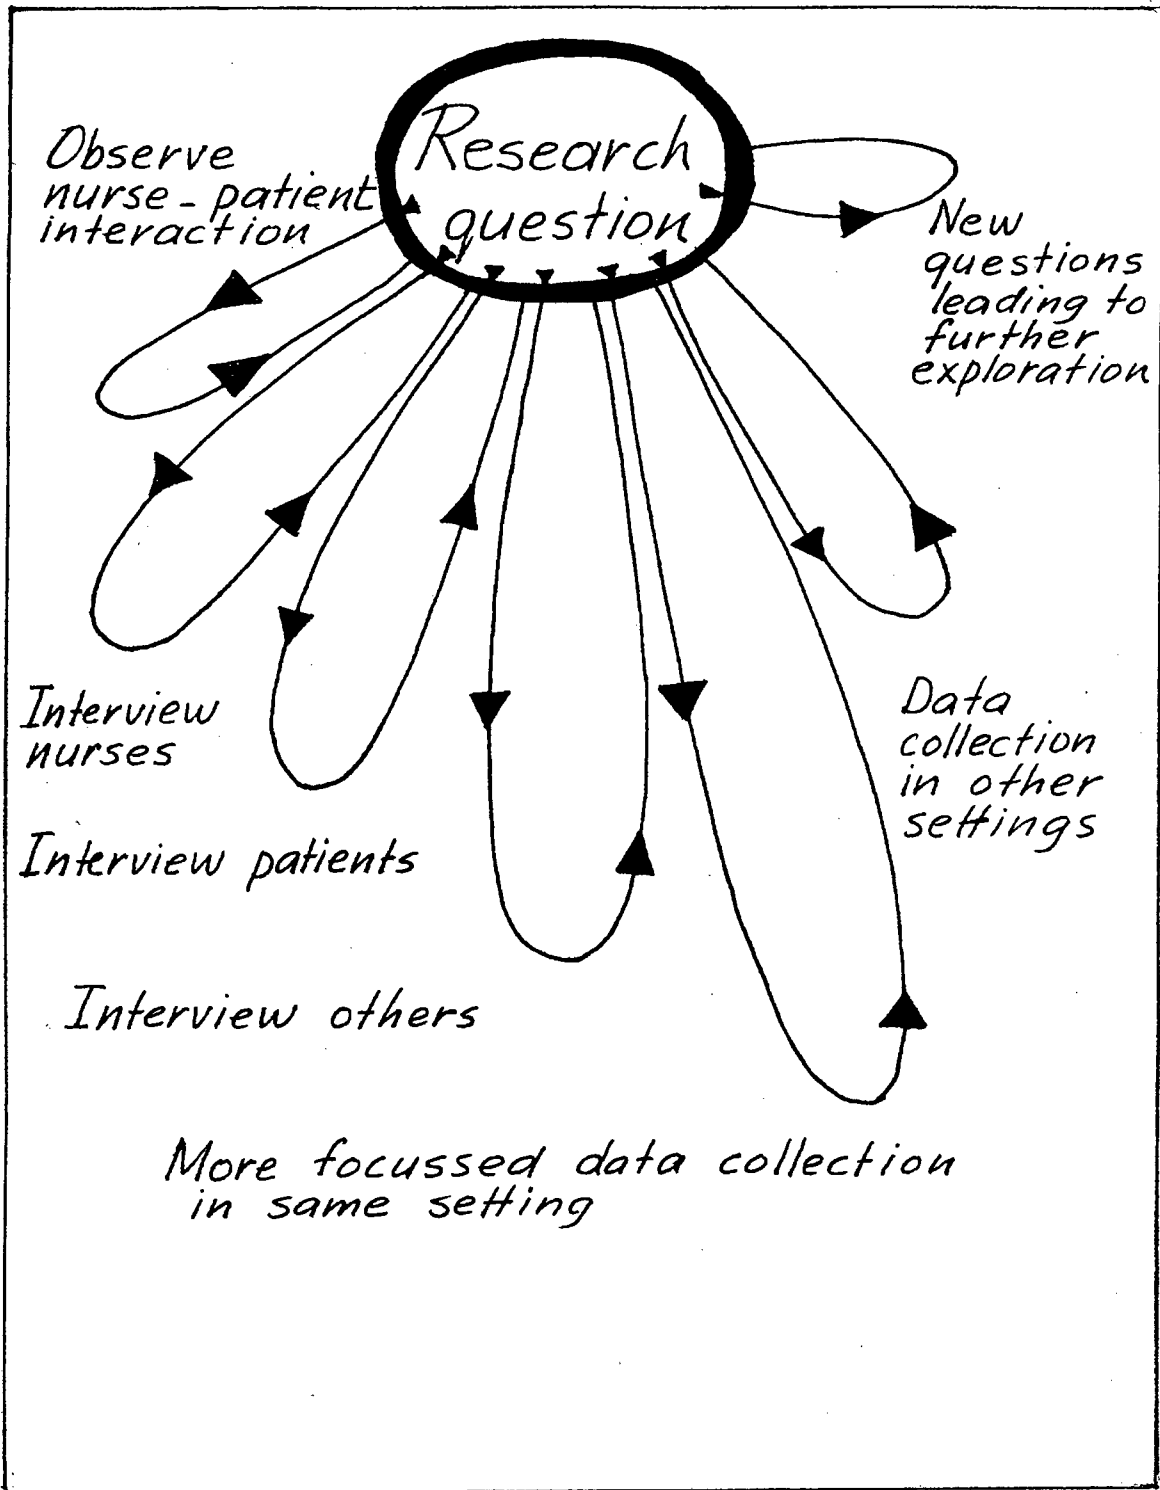 Research
question
Observe
nurse-patient
interaction
New
questions
leading to
further
exploration
Interview
nurses
Interview patients
Interview others
More focussed data collection
in same setting
Data
collection
in other
settings